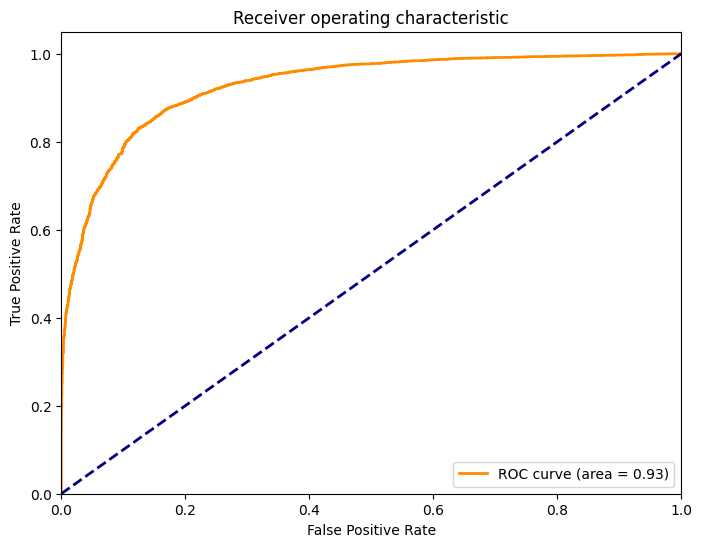 Receiver operating characteristic
1.0
0.8
0.6
0.4
0.2
0.0
True Positive Rate
ROC curve (area = 0.93)
0.0 0.2 0.4 0.6 0.8 1.0
False Positive Rate